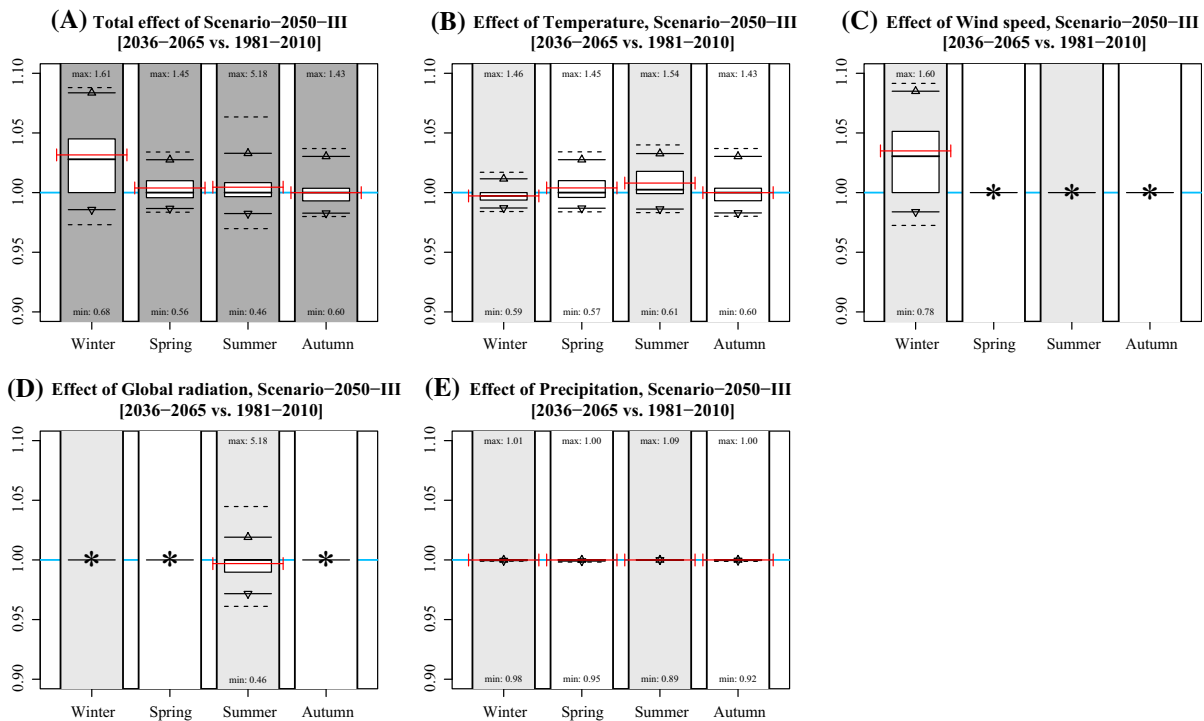 (A) Total effect of Scenario−2050−III
[2036−2065 vs. 1981−2010]
max: 1.61 max: 1.45 max: 5.18 max: 1.43
1.10
1.05
1.00
0.95
0.90
min: 0.68 min: 0.56 min: 0.46 min: 0.60
Winter Spring Summer Autumn
(B) Effect of Temperature, Scenario−2050−III
[2036−2065 vs. 1981−2010]
max: 1.46 max: 1.45 max: 1.54 max: 1.43
1.10
1.05
1.00
0.95
0.90
min: 0.59 min: 0.57 min: 0.61 min: 0.60
Winter Spring Summer Autumn
(C) Effect of Wind speed, Scenario−2050−III
[2036−2065 vs. 1981−2010]
max: 1.60
1.10
1.05
1.00
* * *
0.95
0.90
min: 0.78
Winter Spring Summer Autumn
(D) Effect of Global radiation, Scenario−2050−III
[2036−2065 vs. 1981−2010]
max: 5.18
1.10
1.05
1.00
* * *
0.95
0.90
min: 0.46
Winter Spring Summer Autumn
(E) Effect of Precipitation, Scenario−2050−III
[2036−2065 vs. 1981−2010]
max: 1.01 max: 1.00 max: 1.09 max: 1.00
1.10
1.05
1.00
0.95
0.90
min: 0.98 min: 0.95 min: 0.89 min: 0.92
Winter Spring Summer Autumn